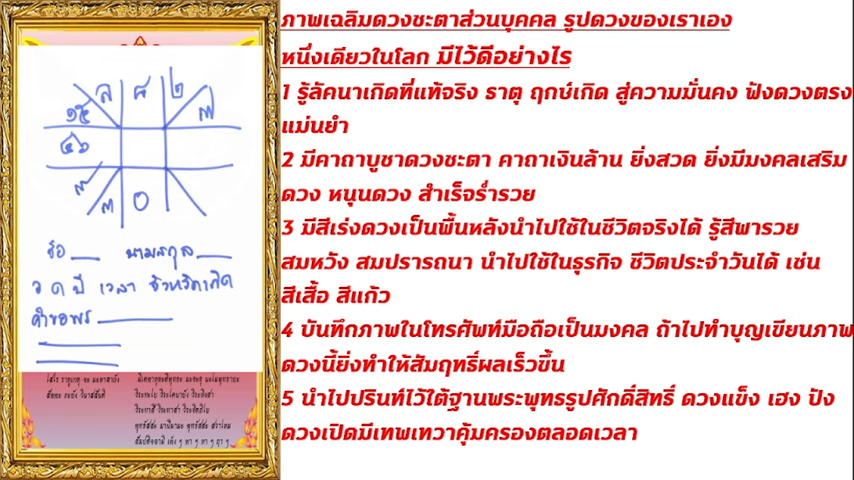 ภาพเฉลิมดวงชะตาส่วนบุคคล รูปดวงของเราเอง
หนึ่งเดียวในโลก มีไว้ดีอย่างไร
1 รู้ลัคนาเกิดที่แท้จริง ธาตุ ฤกษ์เกิด สู่ความมั่นคง ฟังดวงตรง
แม่นยำ
2 มีคาถาบูชาดวงชะตา คาถาเงินล้าน ยิ่งสวด ยิ่งมีมงคลเสริม
ดวง หนุนดวง สำเร็จร่ำรวย
3 มีสีเร่งดวงเป็นพื้นหลังนำไปใช้ในชีวิตจริงได้ รู้สีพารวย
สมหวัง สมปรารถนา นำไปใช้ในธุรกิจ ชีวิตประจำวันได้ เช่น
สีเสื้อ สีแก้ว
4 บันทึกภาพในโทรศัพท์มือถือเป็นมงคล ถ้าไปทำบุญเขียนภาพ
ดวงนี้ยิ่งทำให้สัมฤทธิ์ผลเร็วขึ้น
5 นำไปปรินท์ไว้ใต้ฐานพระพุทธรูปศักดิ์สิทธิ์ ดวงแข็ง เฮง ปัง
ดวงเปิดมีเทพเทวาคุ้มครองตลอดเวลา
ล ๘ ๒
๗
๔๖
๓ ๐
ชื่อ นามสกุล
ว ด ปี เวลา จังหวัดเกิด
คำขอพร